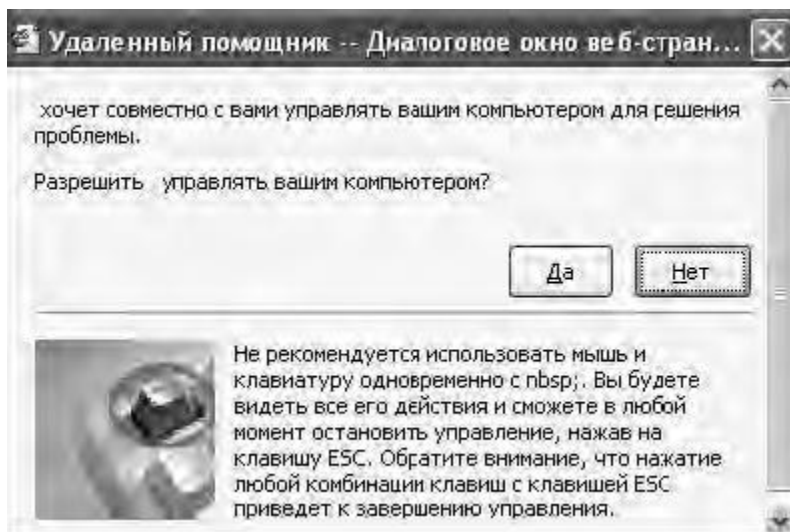 Удаленный помощник -- Диалоговое окно веб-стран...
хочет совместно с вами управлять вашим компьютером для решения
проблемы.
Разрешить управлять вашим компьютером?
Да Нет
Не рекомендуется использовать мышь и
клавиатуру одновременно с nbsp;. Вы будете
видеть все его действия и сможете в любой
момент остановить управление, нажав на
клавишу ESC. Обратите внимание, что нажатие
любой комбинации клавиш с клавишей ESC
приведет к завершению управления.